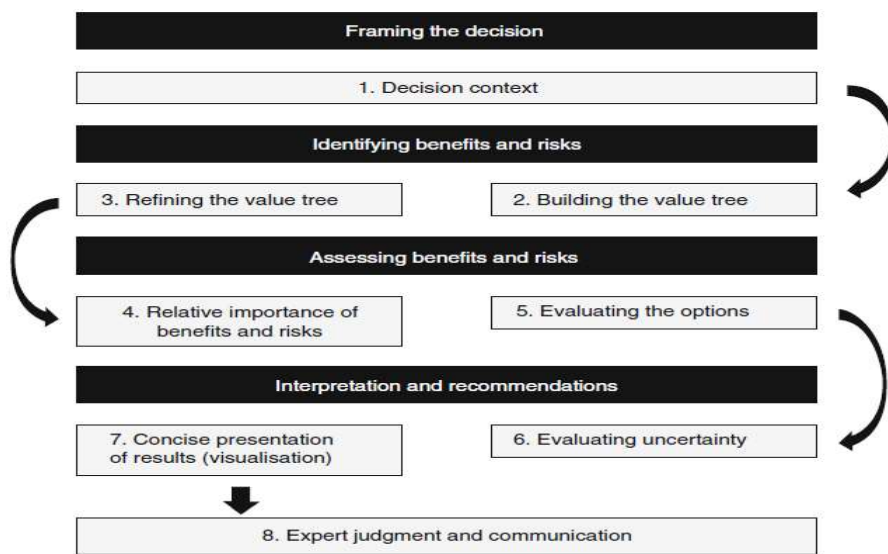 Framing the decision
1. Decision context
Identifying benefits and risks
3. Refining the value tree
2. Building the value tree
Assessing benefits and risks
4. Relative importance of
benefits and risks
5. Evaluating the options
Interpretation and recommendations
7. Concise presentation
of results (visualisation)
6. Evaluating uncertainty
8. Expert judgment and communication